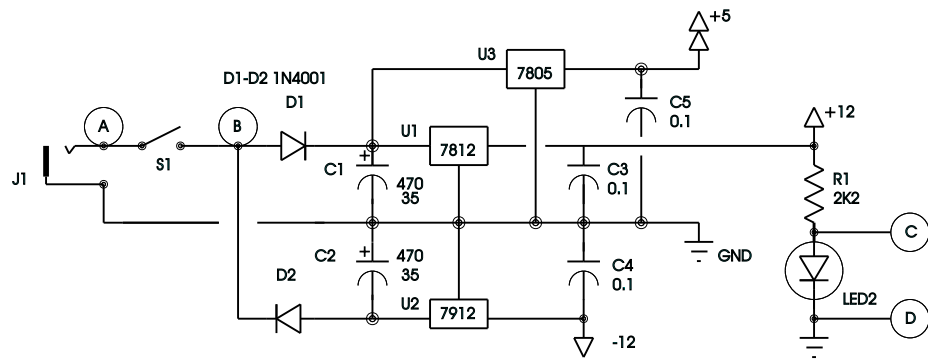 +5
U3
7805
D1-D2 1N4001
D1
C5
0.1
+12
A
B
U1
7812
S1
C1
+
470
35
C3
0.1
J1
R1
2K2
C
GND
C2
+
470
35
C4
0.1
D2
U2
7912
LED2
D
-12